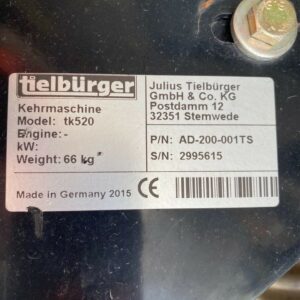 tielbürger
Kehrmaschine
Model: tk520
Engine: -
kW:
Weight: 66 kg
Made in Germany 2015
CE
Julius Tielbürger
GmbH & Co. KG
Postdamm 12
32351 Stemwede
P/N: AD-200-001TS
S/N: 2995615